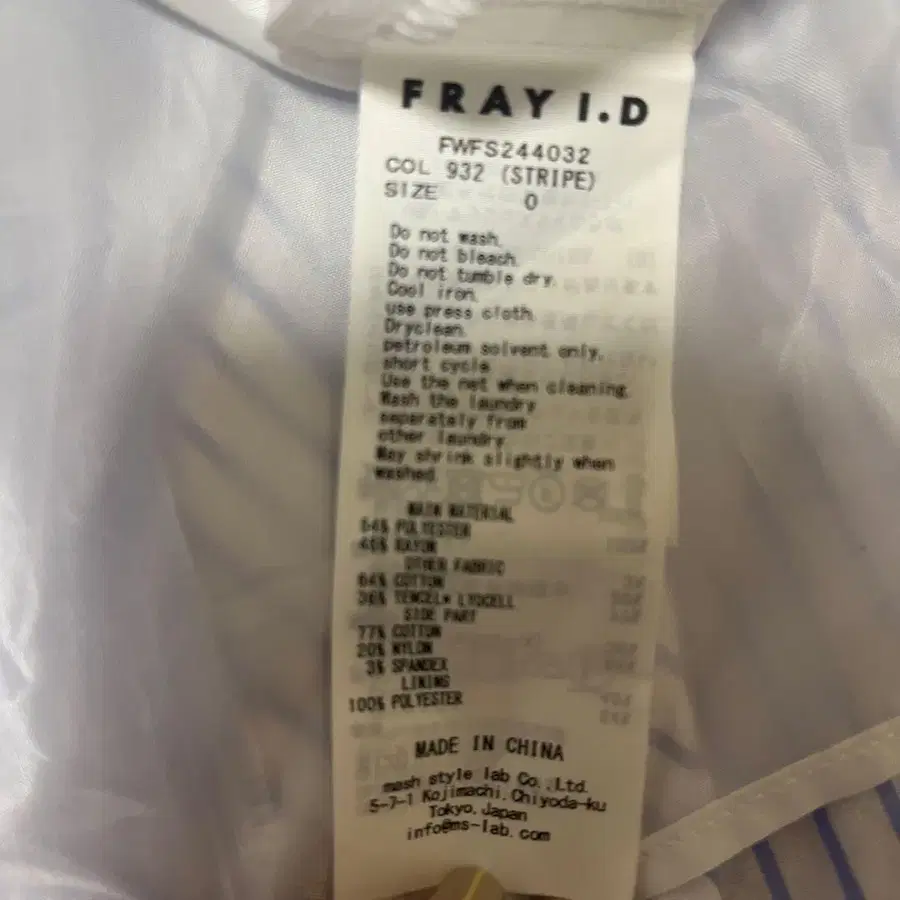 FRAY I.D
FWFS244032
COL 932 (STRIPE)
SIZE 0
Do not wash.
Do not bleach.
Do not tumble dry.
Cool iron.
use press cloth.
Dryclean.
petroleum solvent only.
short cycle
Use the net when cleaning.
Wash the laundry
separately from
other laundry
May shrink slightly when
washed.
MAIN MATERIAL
POLYESTER
RAYON
OTHER FABRIC
64% COTTON
36% TENCEL* LYOCELL
SIDE PART
77% COTTON
20% NYLON
3% SPANDEX
LINING
100% POLYESTER
MADE IN CHINA
mash style lab Co.,Ltd.
5-7-1 Kojimachi.Chiyoda-ku
Tokyo.Japan
info@ms-lab.com